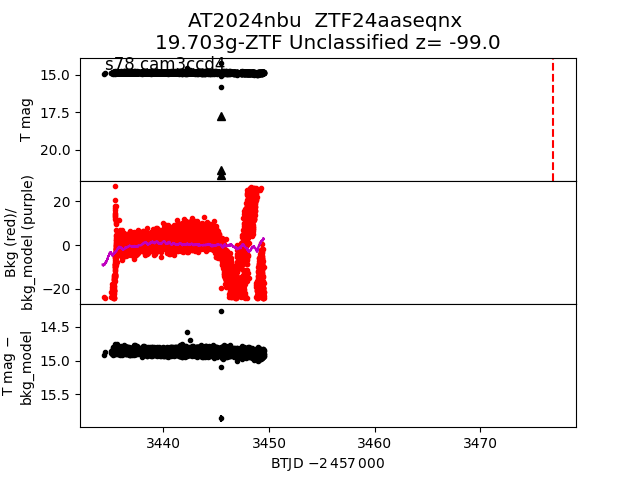 AT2024nbu  ZTF24aaseqnx
19.703g-ZTF Unclassified z= -99.0
s78 cam3ccd4
T mag
15.0
17.5
20.0
Bkg (red)/
bkg_model (purple)
20
0
−20
T mag −
bkg_model
14.5
15.0
15.5
3440
3450
3460
3470
BTJD −2 457 000